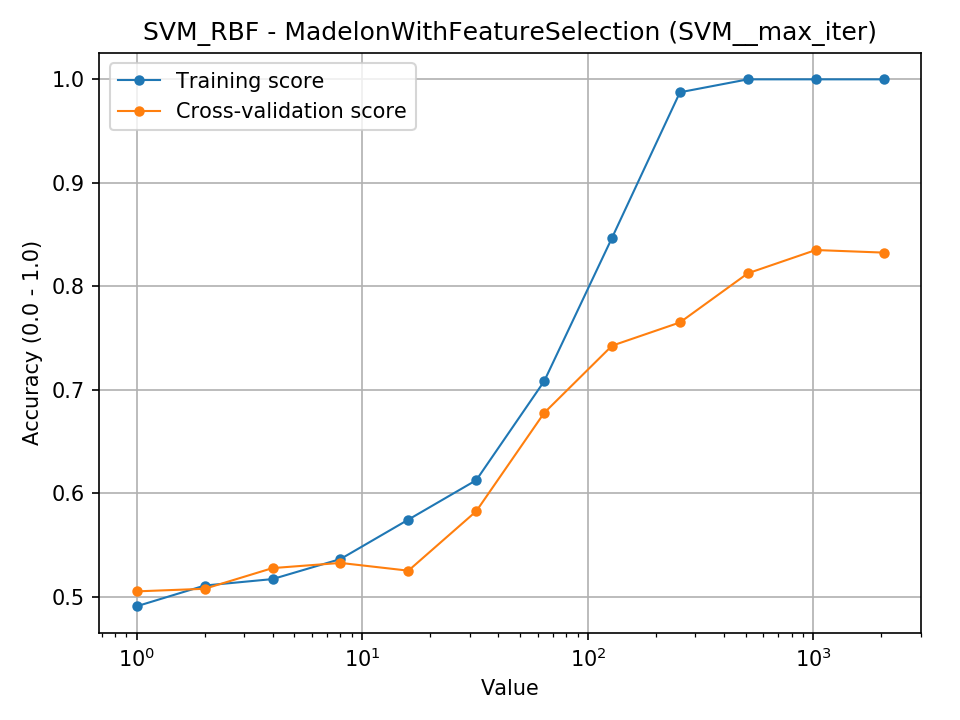 SVM_RBF - MadelonWithFeatureSelection (SVM__max_iter)
Training score
Cross-validation score
Accuracy (0.0 - 1.0)
1.0
0.9
0.8
0.7
0.6
0.5
10⁰ 10¹ 10² 10³
Value